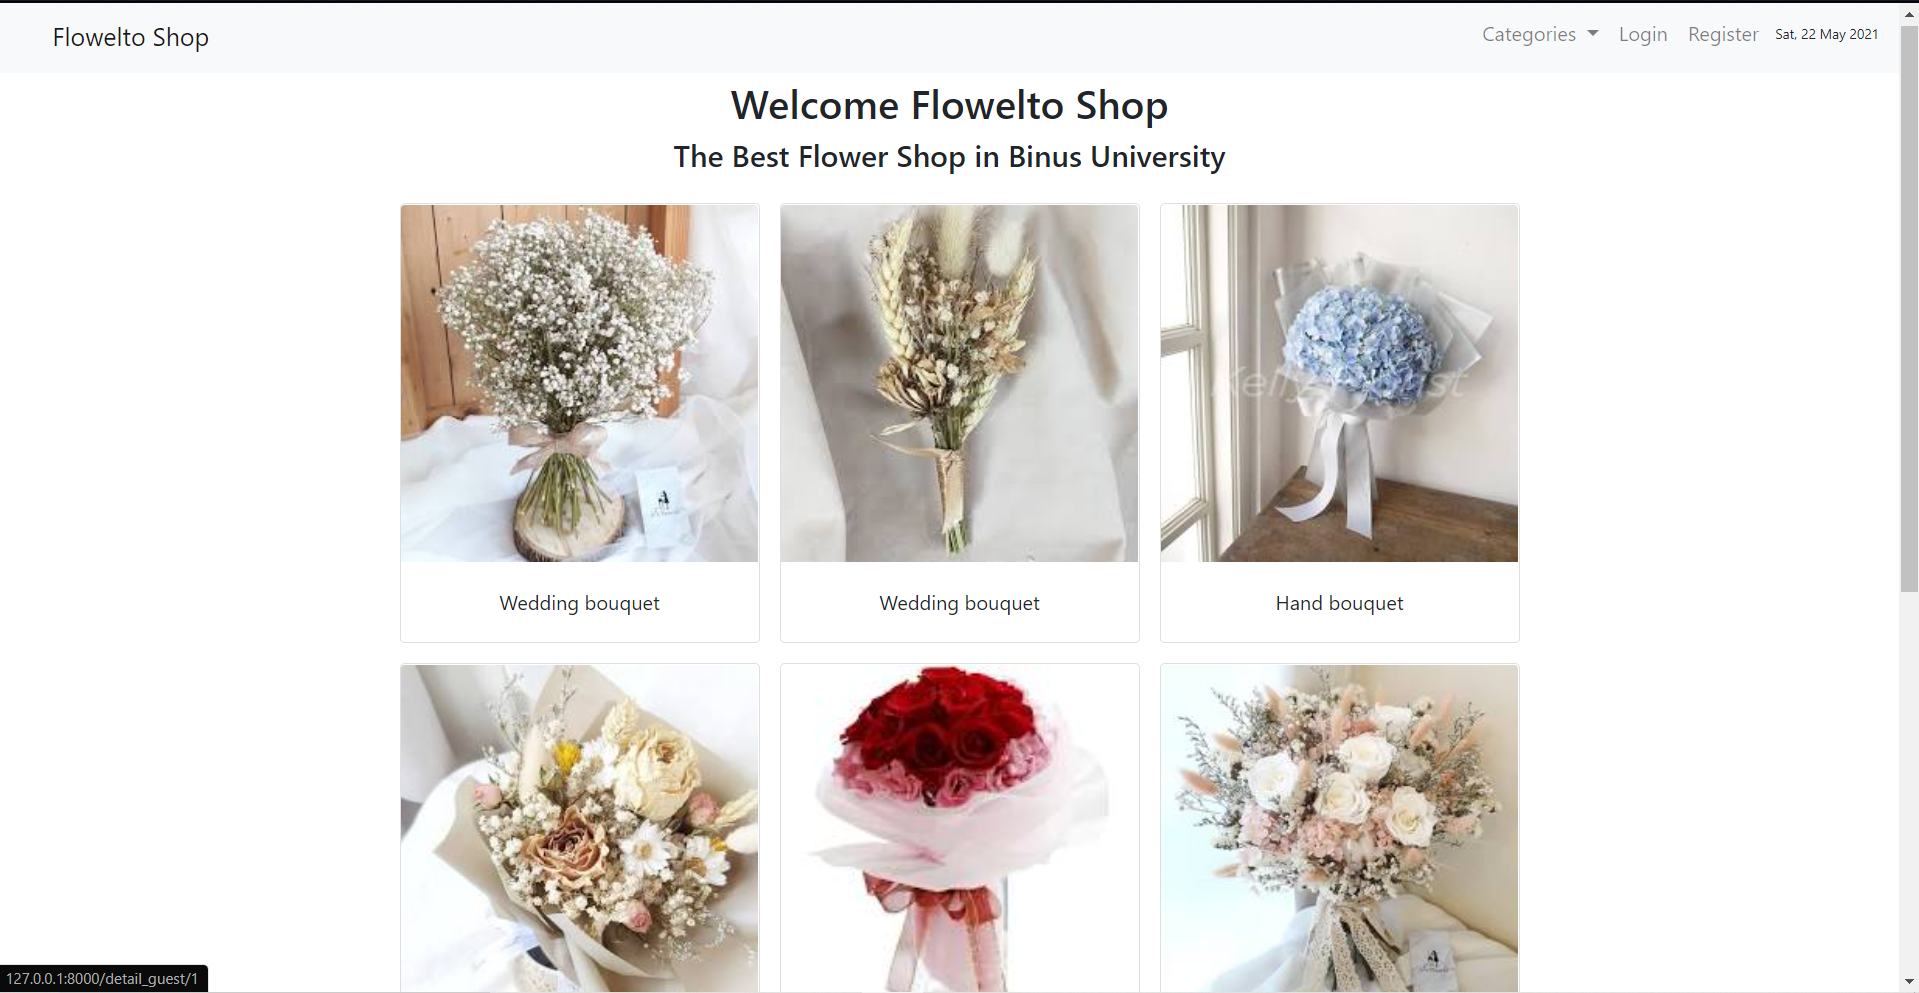 Flowelto Shop
Categories
Login
Register
Sat, 22 May 2021
Welcome Flowelto Shop
The Best Flower Shop in Binus University
Wedding bouquet
Wedding bouquet
Hand bouquet
127.0.0.1:8000/detail_guest/1